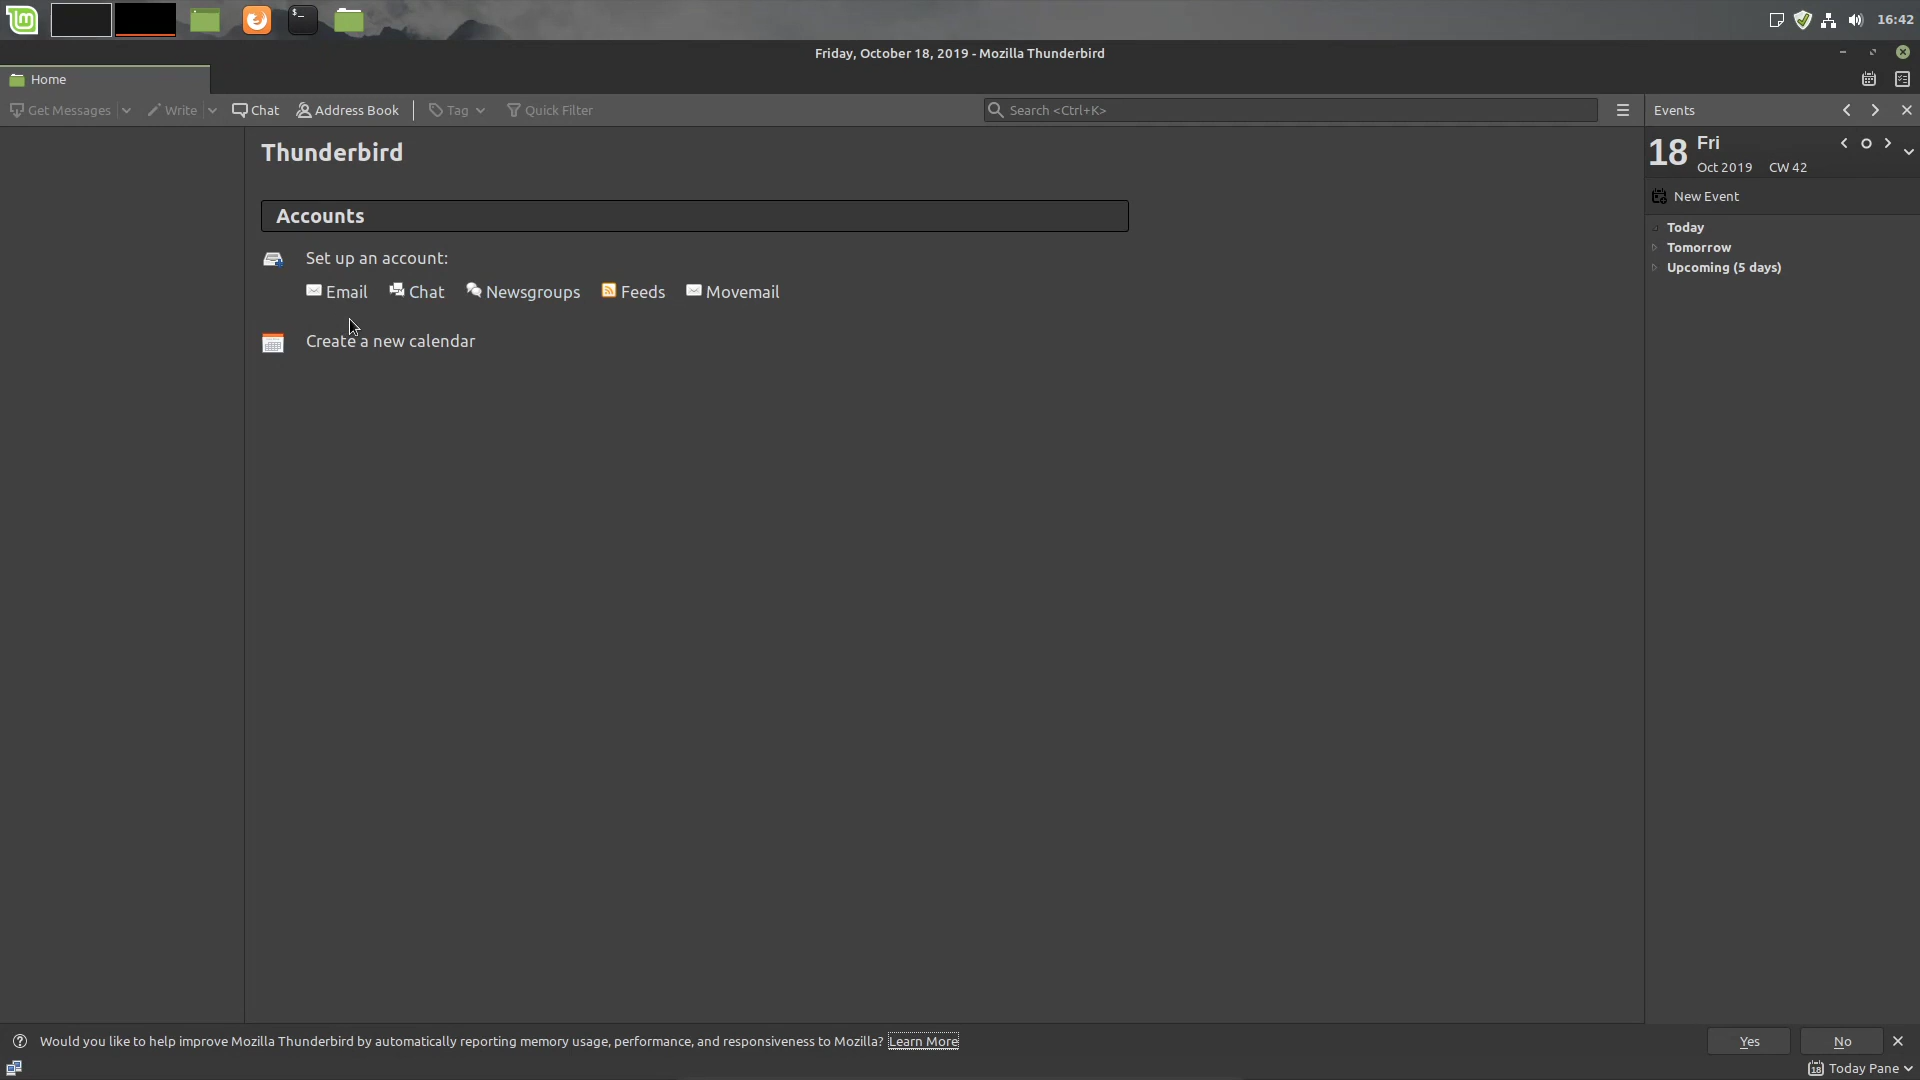 16:42
Friday, October 18, 2019 - Mozilla Thunderbird
Home
Get Messages Write Chat Address Book Tag Quick Filter Search <Ctrl+K> Events
Thunderbird
18 Fri
Oct 2019 CW 42
New Event
Accounts
Today
Tomorrow
Set up an account:
Upcoming (5 days)
Email Chat Newsgroups Feeds Movemail
Create a new calendar
Would you like to help improve Mozilla Thunderbird by automatically reporting memory usage, performance, and responsiveness to Mozilla? Learn More Yes No
18 Today Pane